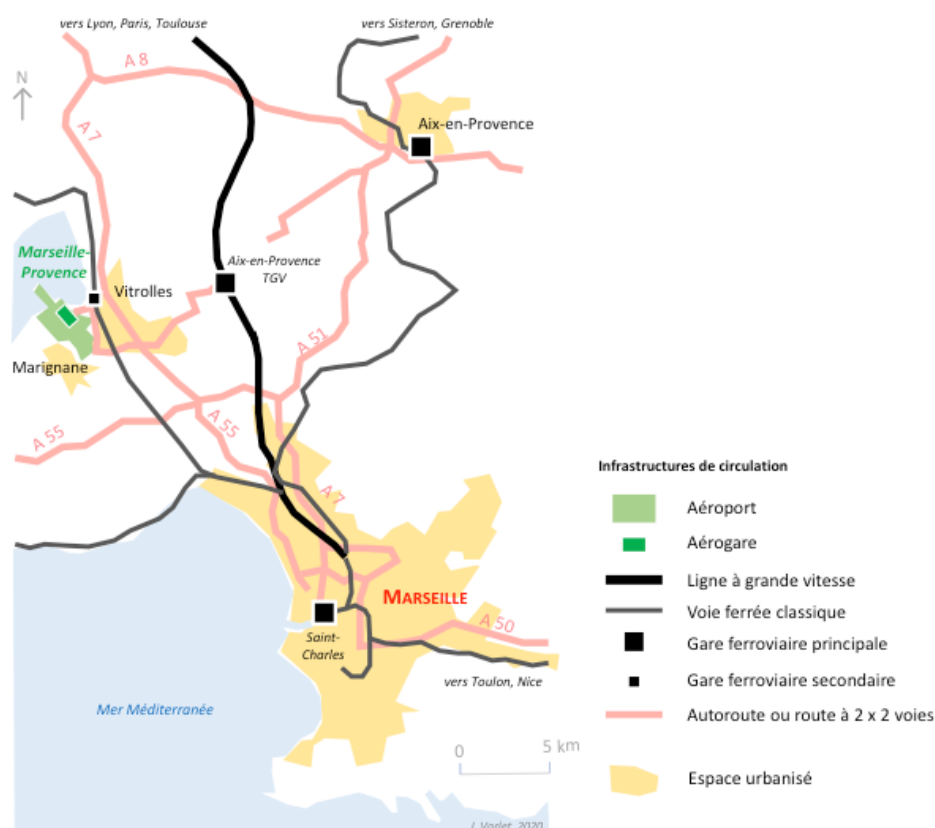 vers Lyon, Paris, Toulouse
vers Sisteron, Grenoble
A 8
N
A 7
Aix-en-Provence
Marseille-
Provence
Aix-en-Provence
TGV
Vitrolles
Marignane
A 51
A 55
A 55
A 7
MARSEILLE
A 50
Saint-
Charles
vers Toulon, Nice
Mer Méditerranée
0 5 km
J. Varlet, 2020
Infrastructures de circulation
Aéroport
Aérogare
Ligne à grande vitesse
Voie ferrée classique
Gare ferroviaire principale
Gare ferroviaire secondaire
Autoroute ou route à 2 x 2 voies
Espace urbanisé